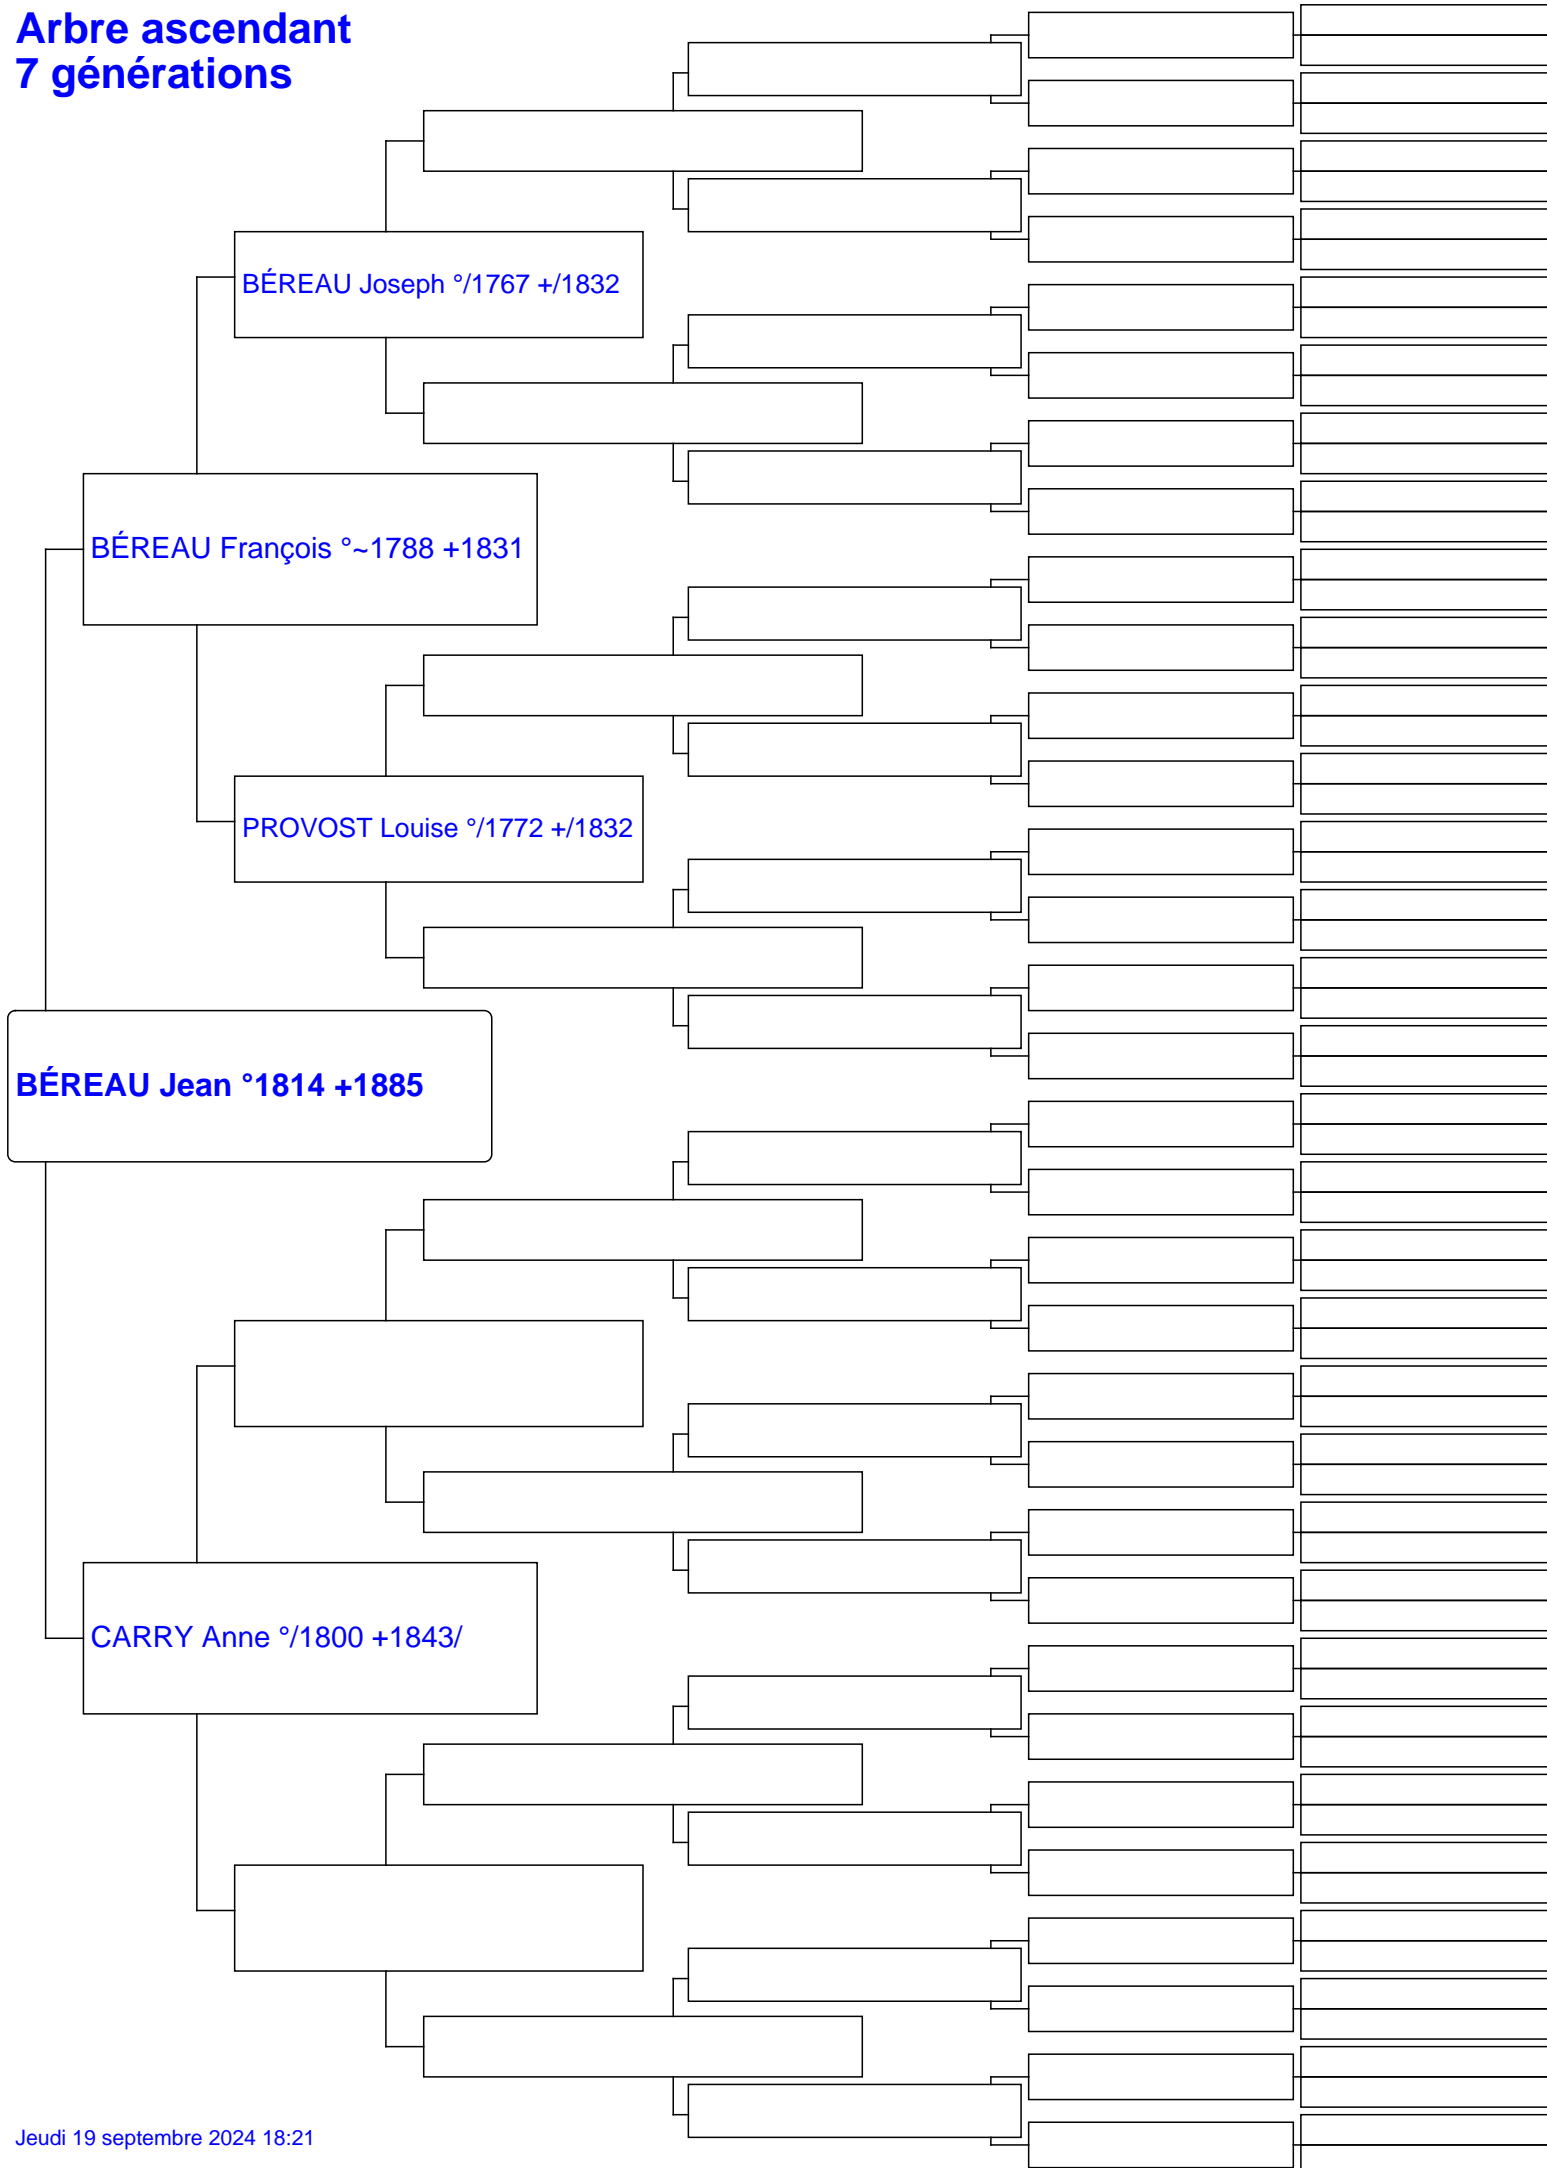 Arbre ascendant
7 générations
BÉREAU Joseph °/1767 +/1832
BÉREAU François °~1788 +1831
PROVOST Louise °/1772 +/1832
BÉREAU Jean °1814 +1885
CARRY Anne °/1800 +1843/
Jeudi 19 septembre 2024 18:21